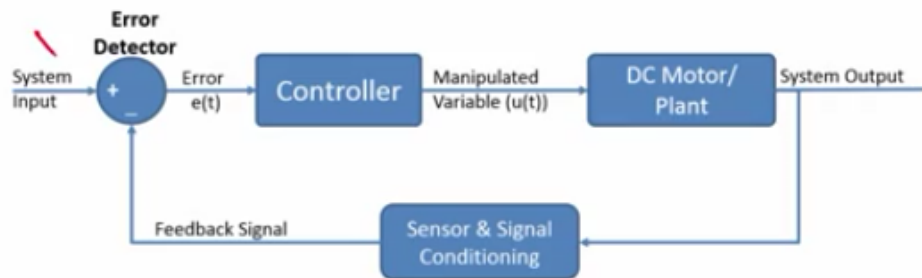 Error
Detector
System
Input
+
−
Error
e(t)
Controller
Manipulated
Variable (u(t))
DC Motor/
Plant
System Output
Feedback Signal
Sensor & Signal
Conditioning